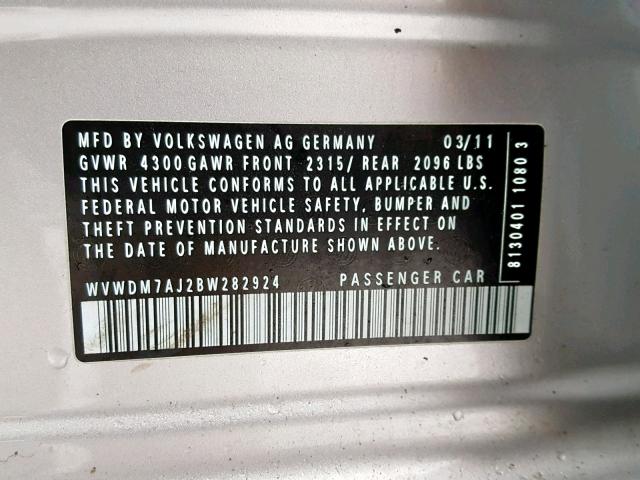 MFD BY VOLKSWAGEN AG GERMANY 03/11
GVWR 4300 GAWR FRONT 2315/ REAR 2096 LBS
THIS VEHICLE CONFORMS TO ALL APPLICABLE U.S.
FEDERAL MOTOR VEHICLE SAFETY, BUMPER AND
THEFT PREVENTION STANDARDS IN EFFECT ON
THE DATE OF MANUFACTURE SHOWN ABOVE.
WVWDM7AJ2BW282924 PASSENGER CAR
8130401 1080 3